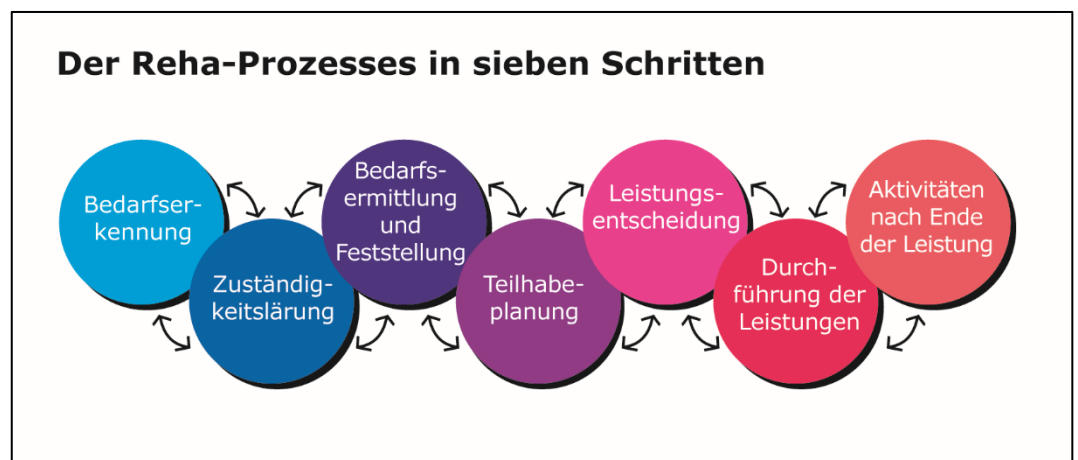 Der Reha-Prozesses in sieben Schritten
Bedarfser-
kennung
Zuständig-
keitslärung
Bedarfs-
ermittlung
und
Feststellung
Teilhabe-
planung
Leistungs-
entscheidung
Durch-
führung der
Leistungen
Aktivitäten
nach Ende
der Leistung